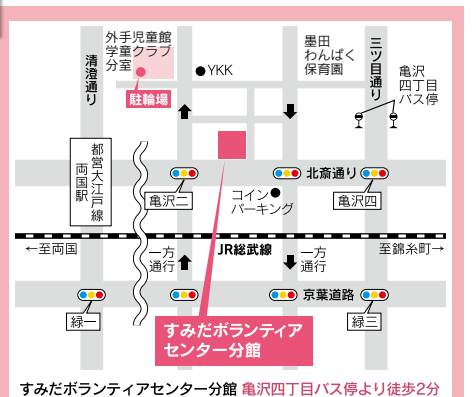 外手児童館
学童クラブ
分室
駐輪場
清澄通り
YKK
墨田
わんぱく
保育園
三ツ目通り
亀沢
四丁目
バス停
都営大江戸線
両国駅
北斎通り
亀沢二
コイン
パーキング
亀沢四
←至両国
一方
通行
JR総武線
一方
通行
至錦糸町→
京葉道路
緑一
緑三
すみだボランティア
センター分館
すみだボランティアセンター分館 亀沢四丁目バス停より徒歩2分